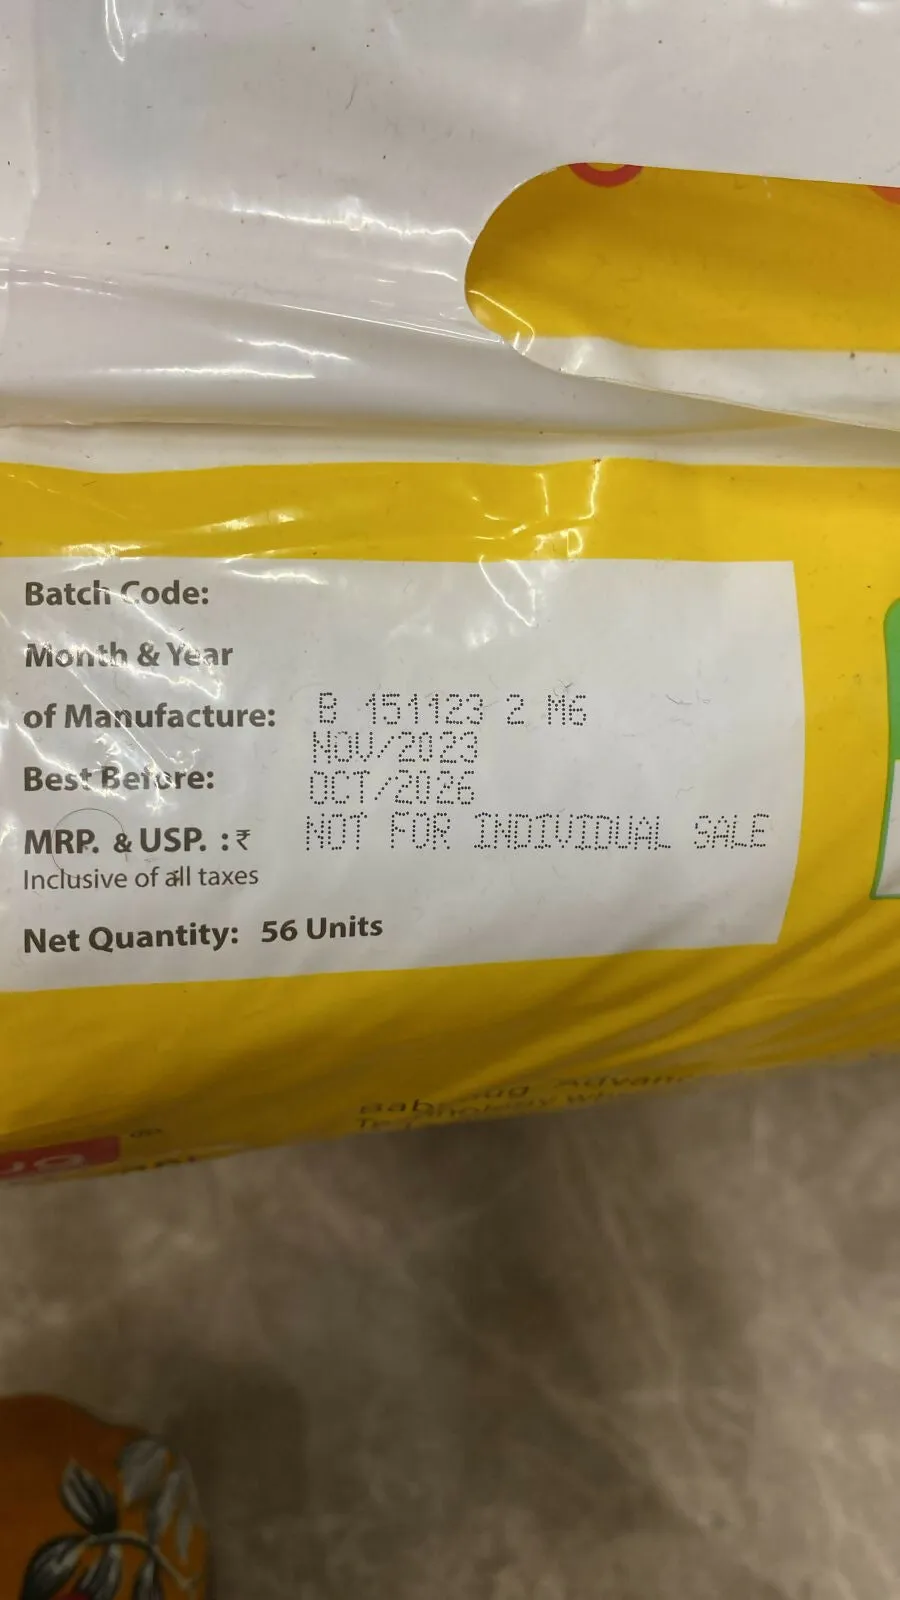 Batch Code:
Month & Year
of Manufacture: B 151123 2 M6
NOV/2023
Best Before: OCT/2026
MRP. & USP. : ₹ NOT FOR INDIVIDUAL SALE
Inclusive of all taxes
Net Quantity: 56 Units